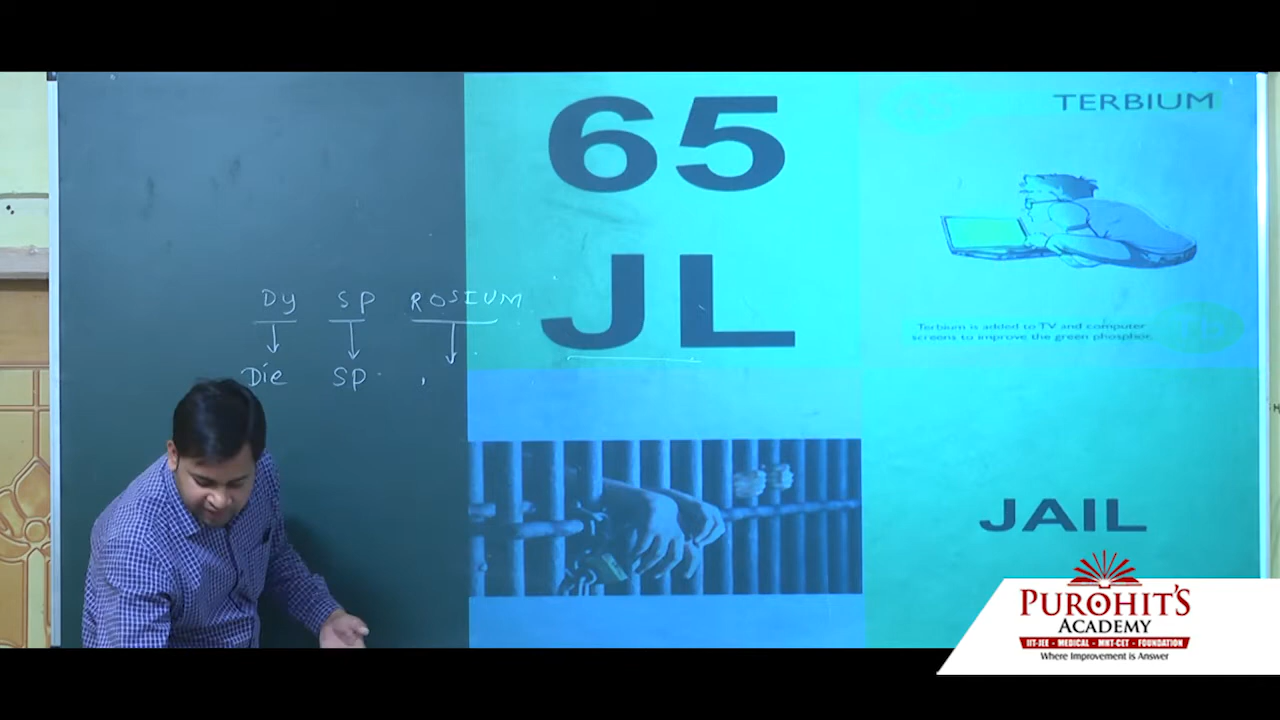 65
JL
TERBIUM
Terbium is added to TV and computer
screens to improve the green phosphor.
Dy SP ROSIUM
Die SP
JAIL
PUROHIT'S
ACADEMY
IIT-JEE - MEDICAL - MHT-CET - FOUNDATION
Where Improvement is Answer